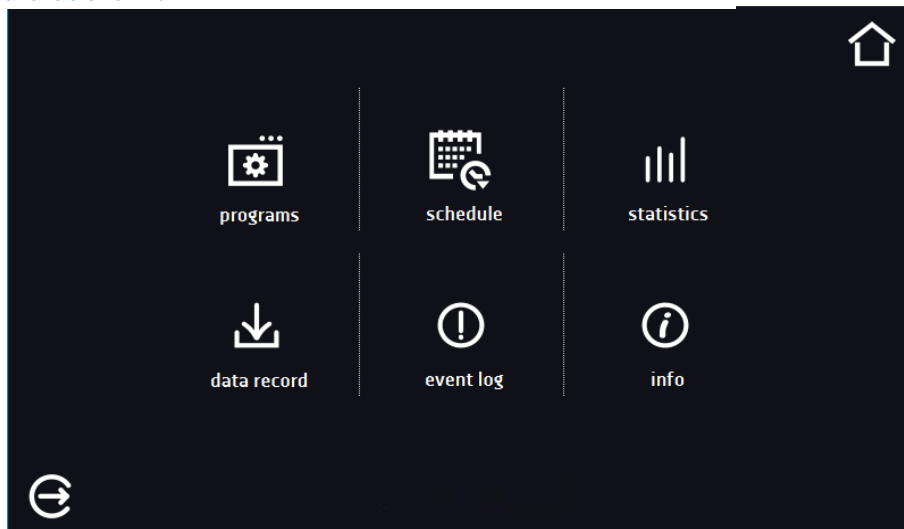 programs
schedule
statistics
data record
event log
info